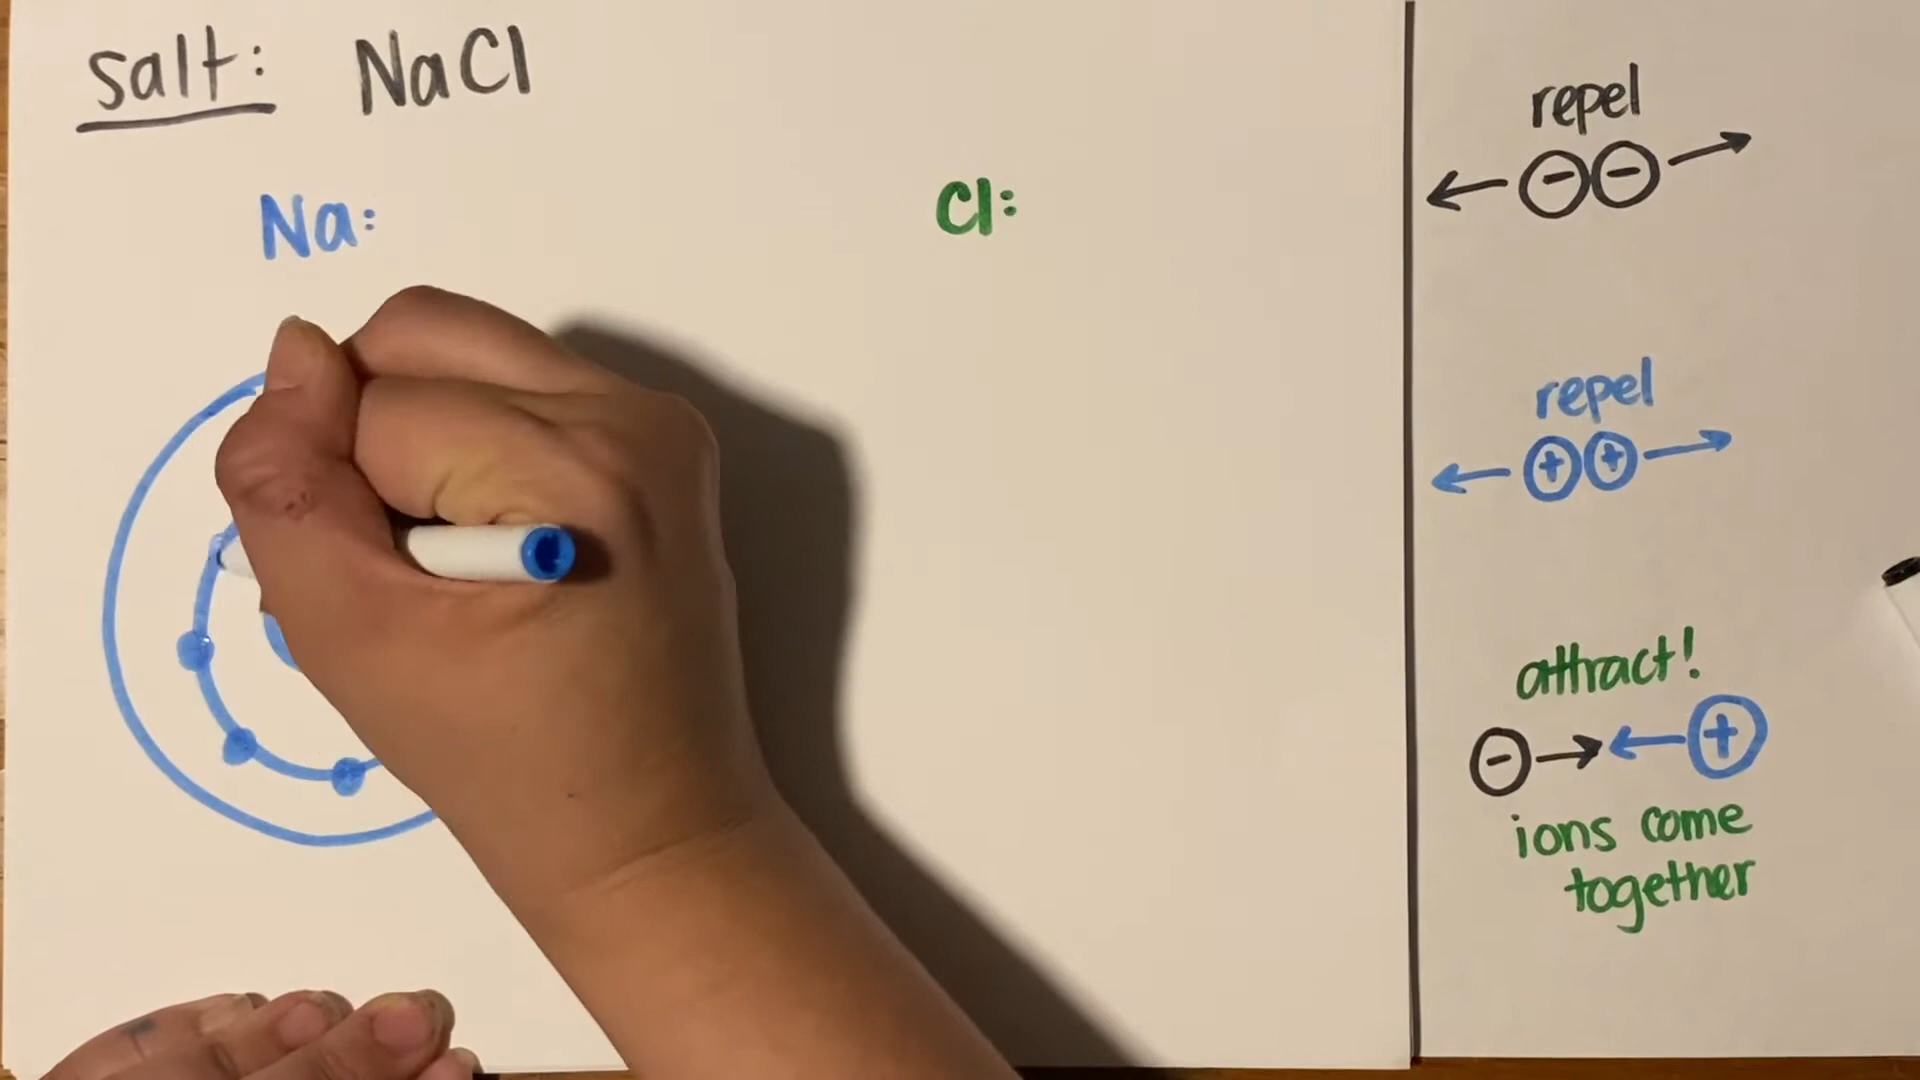 salt: NaCl
Na:
Cl:
repel
− −
repel
+ +
attract!
− +
ions come
together